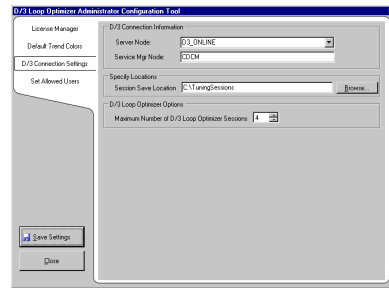 D/3 Loop Optimizer Administrator Configuration Tool
License Manager
Default Trend Colors
D/3 Connection Settings
Set Allowed Users
D/3 Connection Information
Server Node: D3_ONLINE
Service Mgr Node: CDCM
Specify Locations
Session Save Location C:\TuningSessions Browse...
D/3 Loop Optimizer Options
Maximum Number of D/3 Loop Optimizer Sessions 4
Save Settings
Close